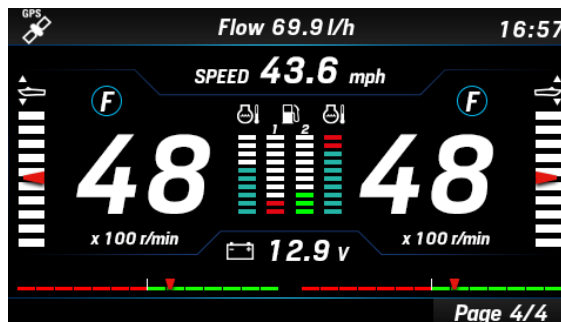 GPS
Flow 69.9 l/h
16:57
SPEED 43.6 mph
F
F
1
2
48
48
x 100 r/min
x 100 r/min
12.9 V
Page 4/4